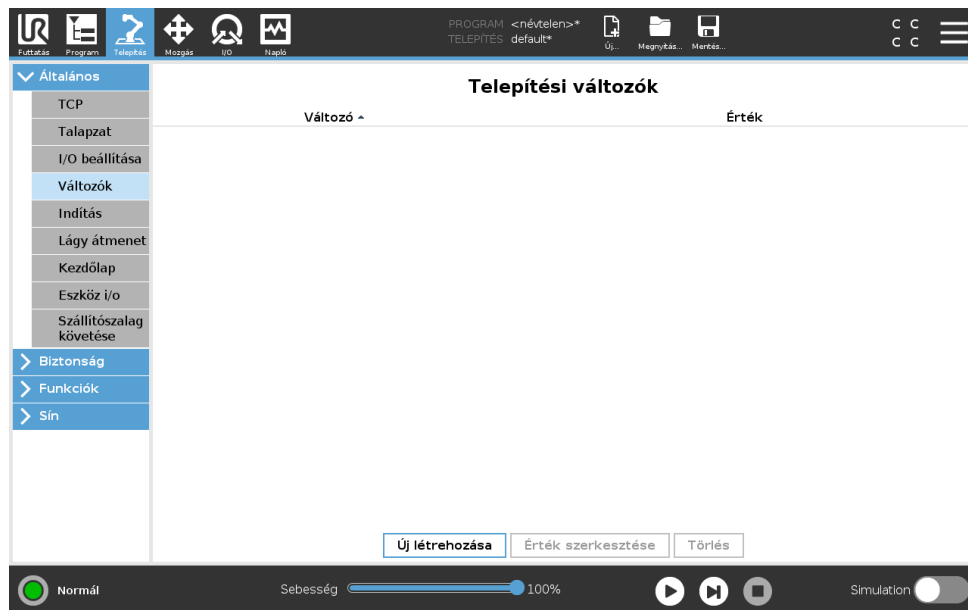 PROGRAM <névtelen>*
TELEPÍTÉS default*
C C
C C
Futtatás Program Telepítés Mozgás I/O Napló Új... Megnyitás... Mentés...
Általános
TCP
Talapzat
I/O beállítása
Változók
Indítás
Lágy átmenet
Kezdőlap
Eszköz i/o
Szállítószalag
követése
Biztonság
Funkciók
Sín
Telepítési változók
Változó Érték
Új létrehozása Érték szerkesztése Törlés
Normál Sebesség 100% Simulation